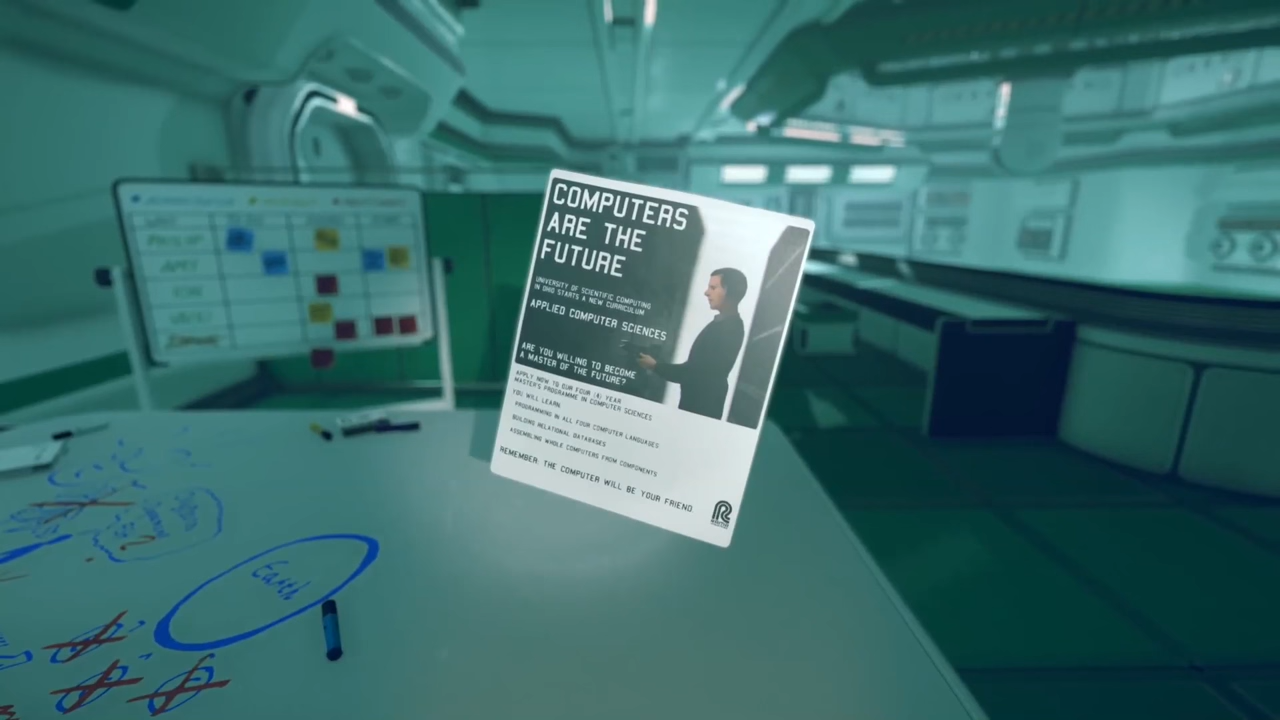 COMPUTERS
ARE THE
FUTURE
UNIVERSITY OF SCIENTIFIC COMPUTING
IN OHIO STARTS A NEW CURRICULUM
APPLIED COMPUTER SCIENCES
ARE YOU WILLING TO BECOME
A MASTER OF THE FUTURE?
APPLY NOW TO OUR FOUR (4) YEAR
MASTER'S PROGRAMME IN COMPUTER SCIENCES
YOU WILL LEARN:
PROGRAMMING IN ALL FOUR COMPUTER LANGUAGES
BUILDING RELATIONAL DATABASES
ASSEMBLING WHOLE COMPUTERS FROM COMPONENTS
REMEMBER: THE COMPUTER WILL BE YOUR FRIEND
Earth